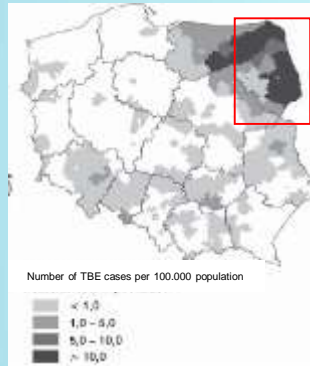 Number of TBE cases per 100.000 population
< 1,0
1,0 – 5,0
5,0 – 10,0
> 10,0